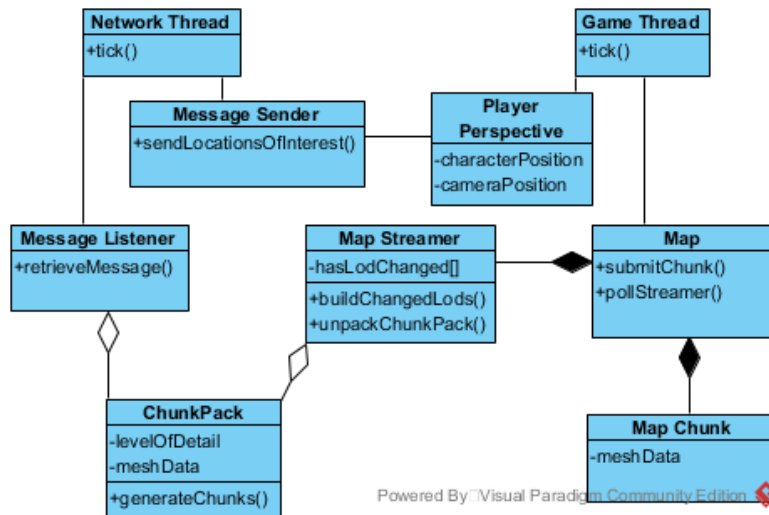 Network Thread
+tick()
Game Thread
+tick()
Message Sender
+sendLocationsOfInterest()
Player
Perspective
-characterPosition
-cameraPosition
Message Listener
+retrieveMessage()
Map Streamer
-hasLodChanged[]
+buildChangedLods()
+unpackChunkPack()
Map
+submitChunk()
+pollStreamer()
ChunkPack
-levelOfDetail
-meshData
+generateChunks()
Map Chunk
-meshData
Powered By Visual Paradigm Community Edition